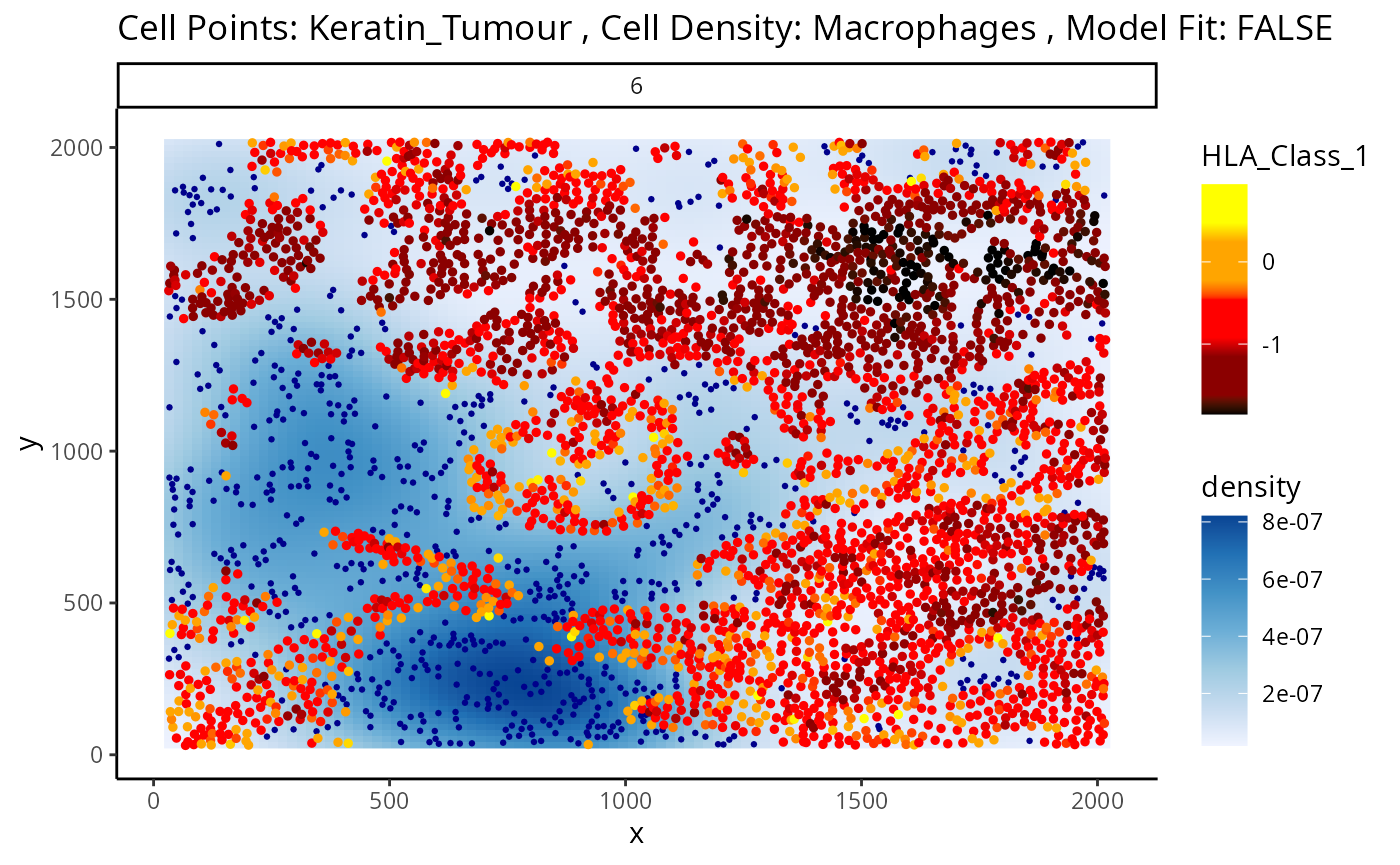 Cell Points: Keratin_Tumour , Cell Density: Macrophages , Model Fit: FALSE
6
HLA_Class_1
0
-1
density
8e-07
6e-07
4e-07
2e-07
2000
1500
1000
500
0
y
0
500
1000
1500
2000
x